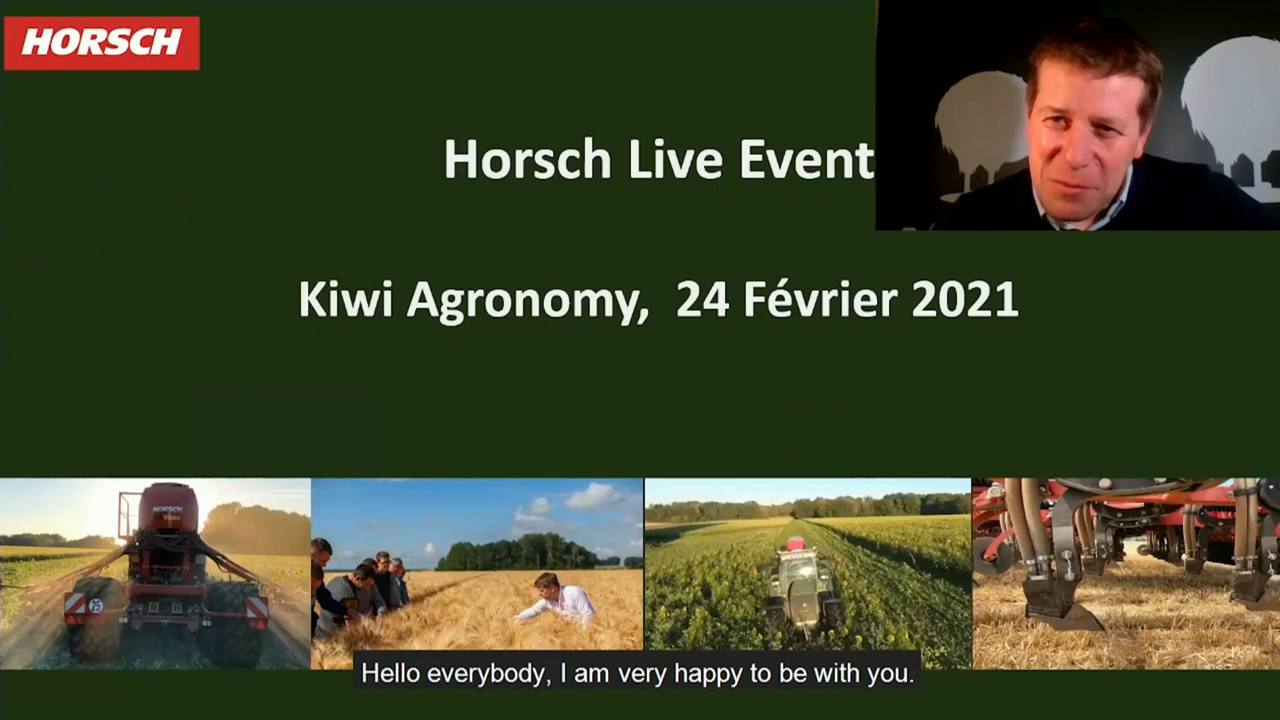 HORSCH
Horsch Live Event
Kiwi Agronomy, 24 Février 2021
HORSCH
25
Hello everybody, I am very happy to be with you.